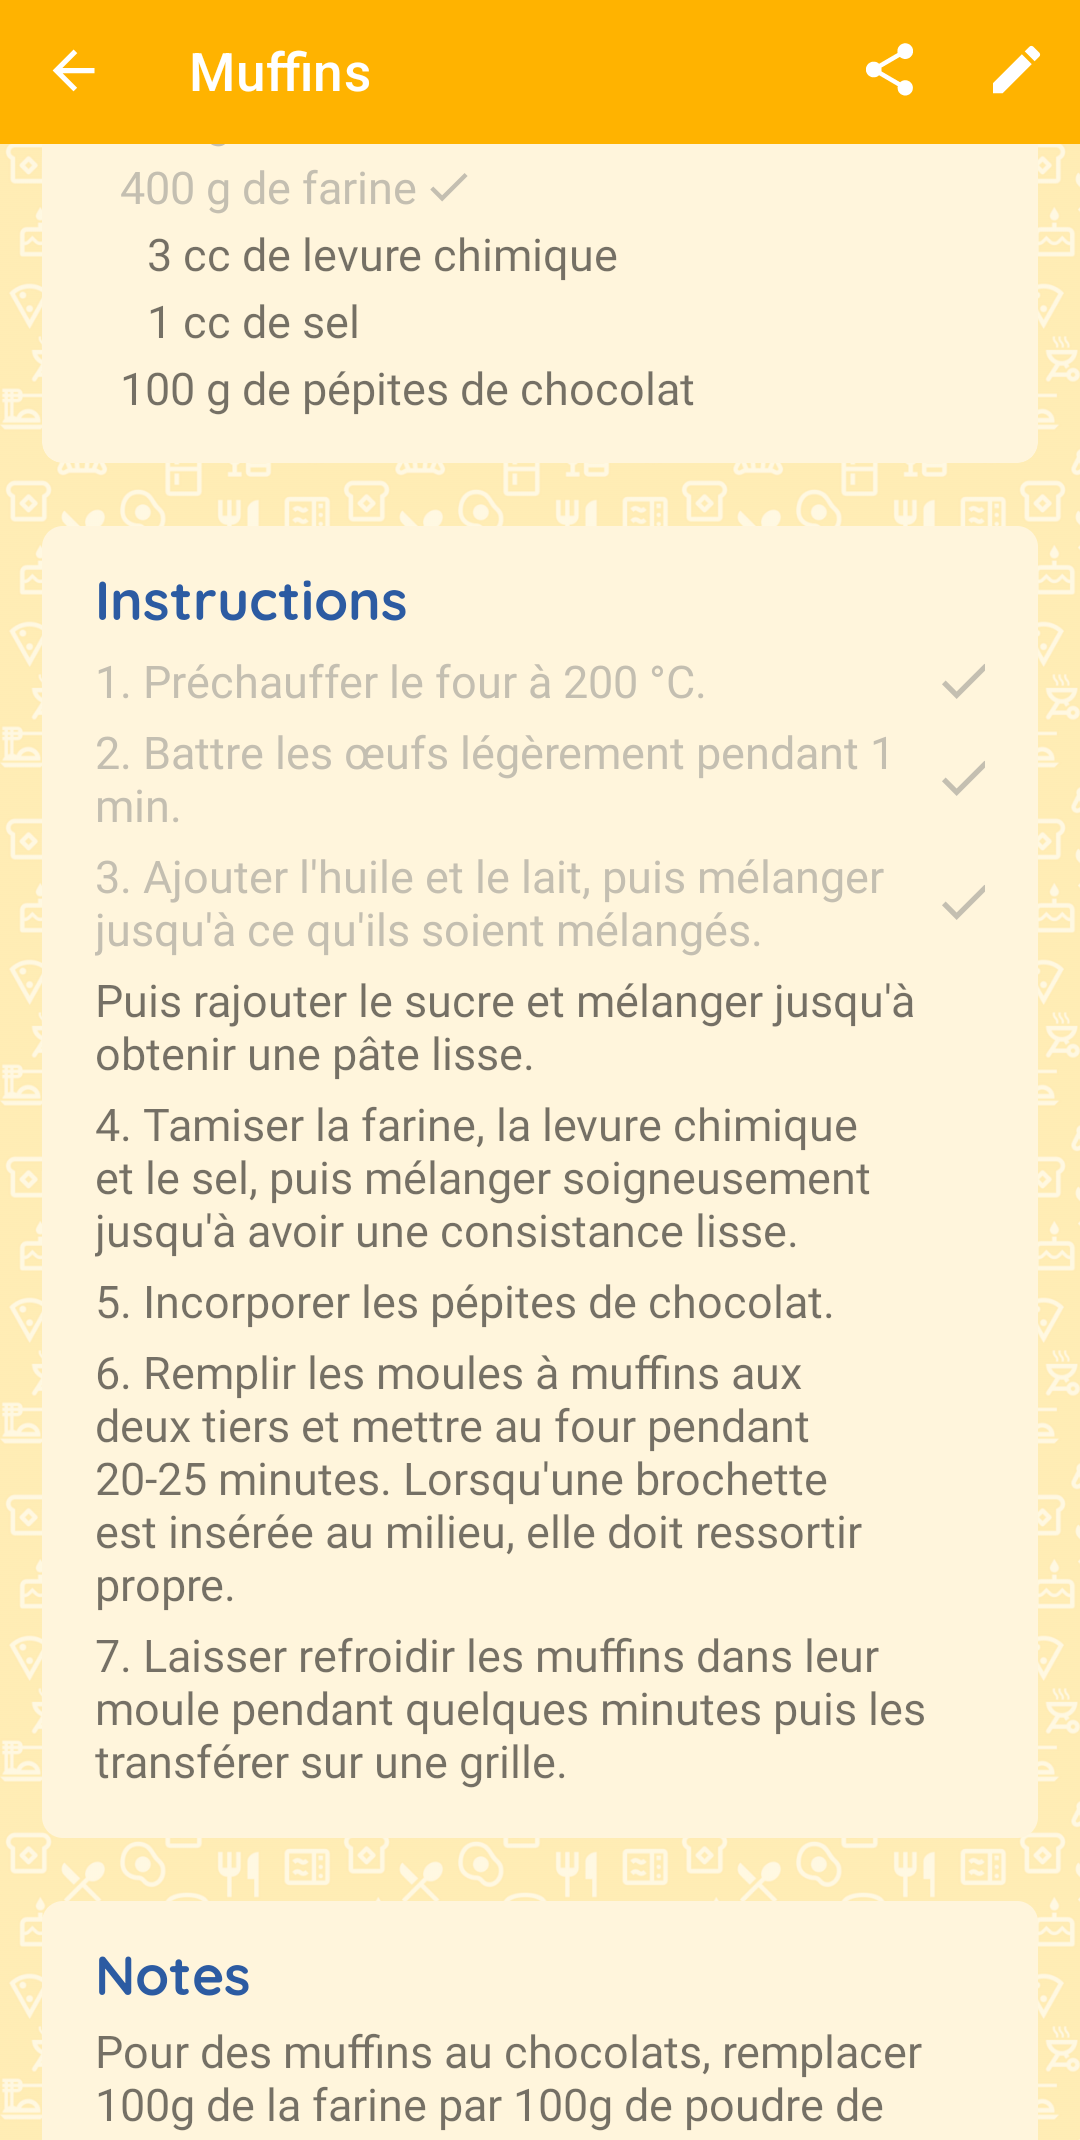 Muffins
400 g de farine
3 cc de levure chimique
1 cc de sel
100 g de pépites de chocolat
Instructions
1. Préchauffer le four à 200 °C.
2. Battre les œufs légèrement pendant 1
min.
3. Ajouter l'huile et le lait, puis mélanger
jusqu'à ce qu'ils soient mélangés.
Puis rajouter le sucre et mélanger jusqu'à
obtenir une pâte lisse.
4. Tamiser la farine, la levure chimique
et le sel, puis mélanger soigneusement
jusqu'à avoir une consistance lisse.
5. Incorporer les pépites de chocolat.
6. Remplir les moules à muffins aux
deux tiers et mettre au four pendant
20-25 minutes. Lorsqu'une brochette
est insérée au milieu, elle doit ressortir
propre.
7. Laisser refroidir les muffins dans leur
moule pendant quelques minutes puis les
transférer sur une grille.
Notes
Pour des muffins au chocolats, remplacer
100g de la farine par 100g de poudre de